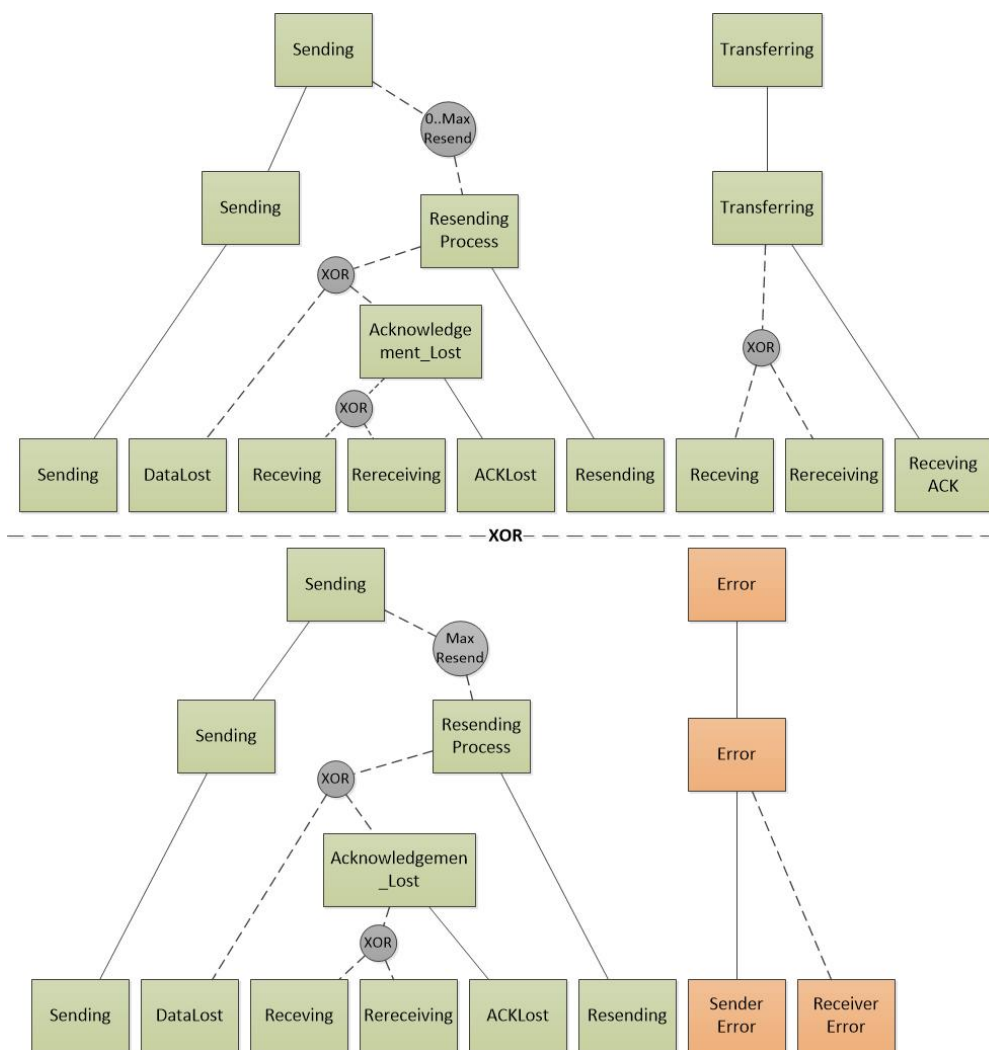 Sending
Transferring
0..Max
Resend
Sending
Resending
Process
Transferring
XOR
Acknowledge
ment_Lost
XOR
XOR
Sending
DataLost
Receving
Rereceiving
ACKLost
Resending
Receving
Rereceiving
Receving
ACK
XOR
Sending
Error
Max
Resend
Sending
Resending
Process
Error
XOR
Acknowledgemen
_Lost
XOR
Sending
DataLost
Receving
Rereceiving
ACKLost
Resending
Sender
Error
Receiver
Error